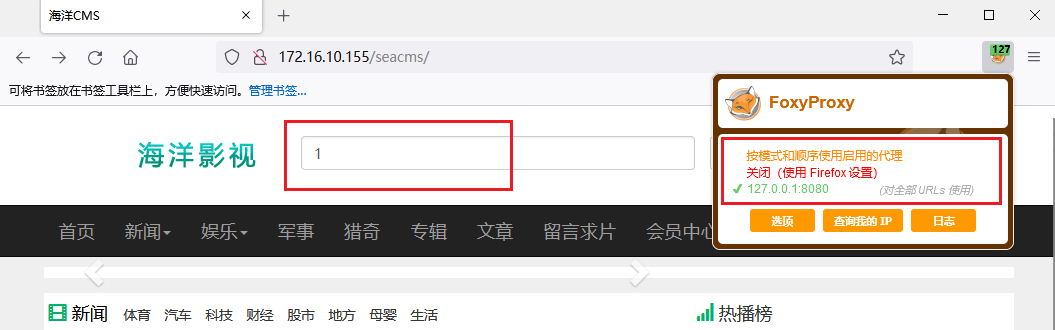 海洋CMS
172.16.10.155/seacms/
127
可将书签放在书签工具栏上，方便快速访问。管理书签...
FoxyProxy
海洋影视
1
按模式和顺序使用启用的代理
关闭（使用 Firefox 设置）
127.0.0.1:8080 (对全部 URLs 使用)
选项 查询我的 IP 日志
首页 新闻 娱乐 军事 猎奇 专辑 文章 留言求片 会员中心
新闻 体育 汽车 科技 财经 股市 地方 母婴 生活 热播榜